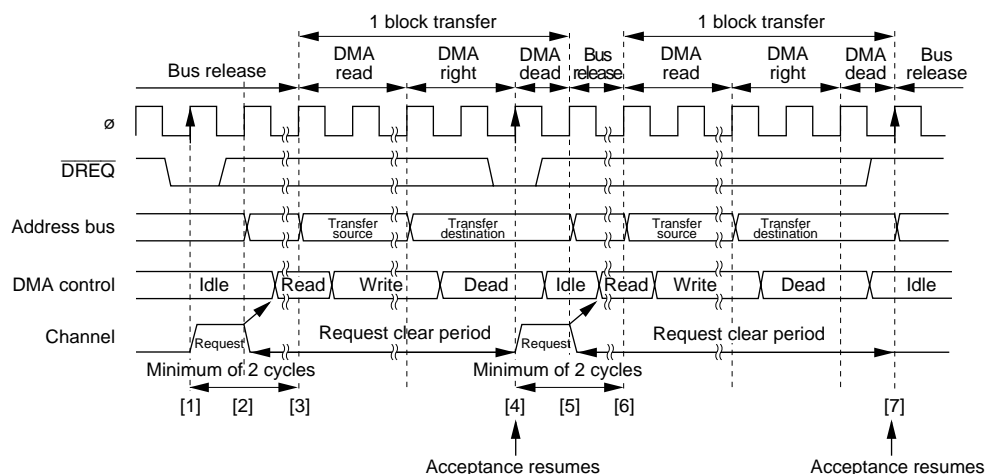 1 block transfer 1 block transfer
Bus release DMA read DMA right DMA dead Bus release DMA read DMA right DMA dead Bus release
ø
DREQ
Address bus Transfer source Transfer destination Transfer source Transfer destination
DMA control Idle Read Write Dead Idle Read Write Dead Idle
Channel Request Request clear period Request Request clear period
Minimum of 2 cycles Minimum of 2 cycles
[1] [2] [3] [4] [5] [6] [7]
Acceptance resumes Acceptance resumes